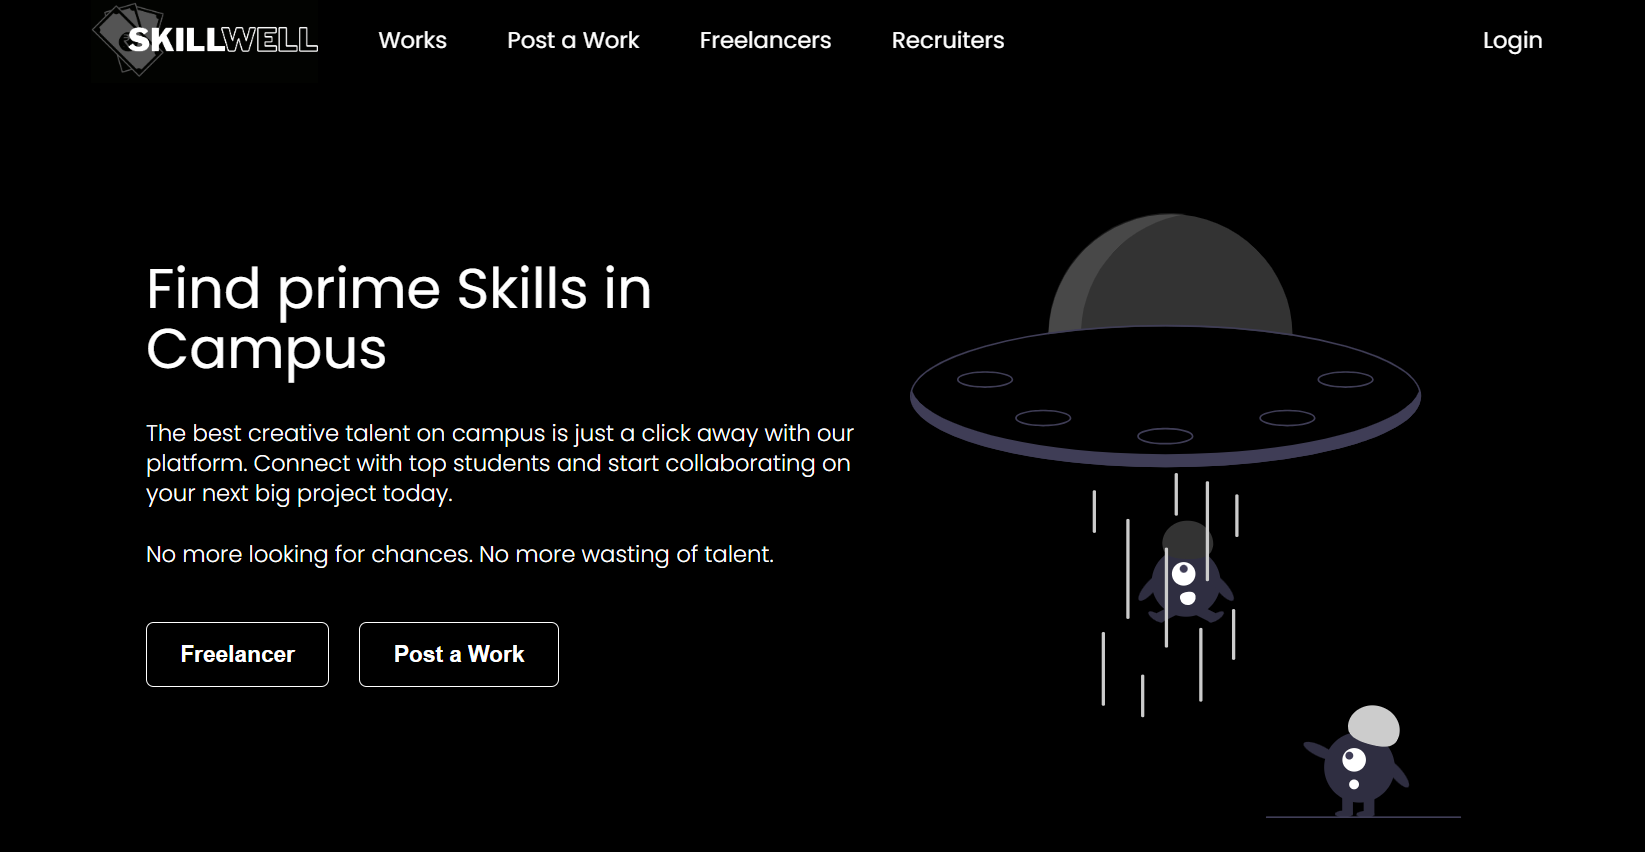 SKILLWELL
Works
Post a Work
Freelancers
Recruiters
Login
Find prime Skills in
Campus
The best creative talent on campus is just a click away with our
platform. Connect with top students and start collaborating on
your next big project today.
No more looking for chances. No more wasting of talent.
Freelancer
Post a Work